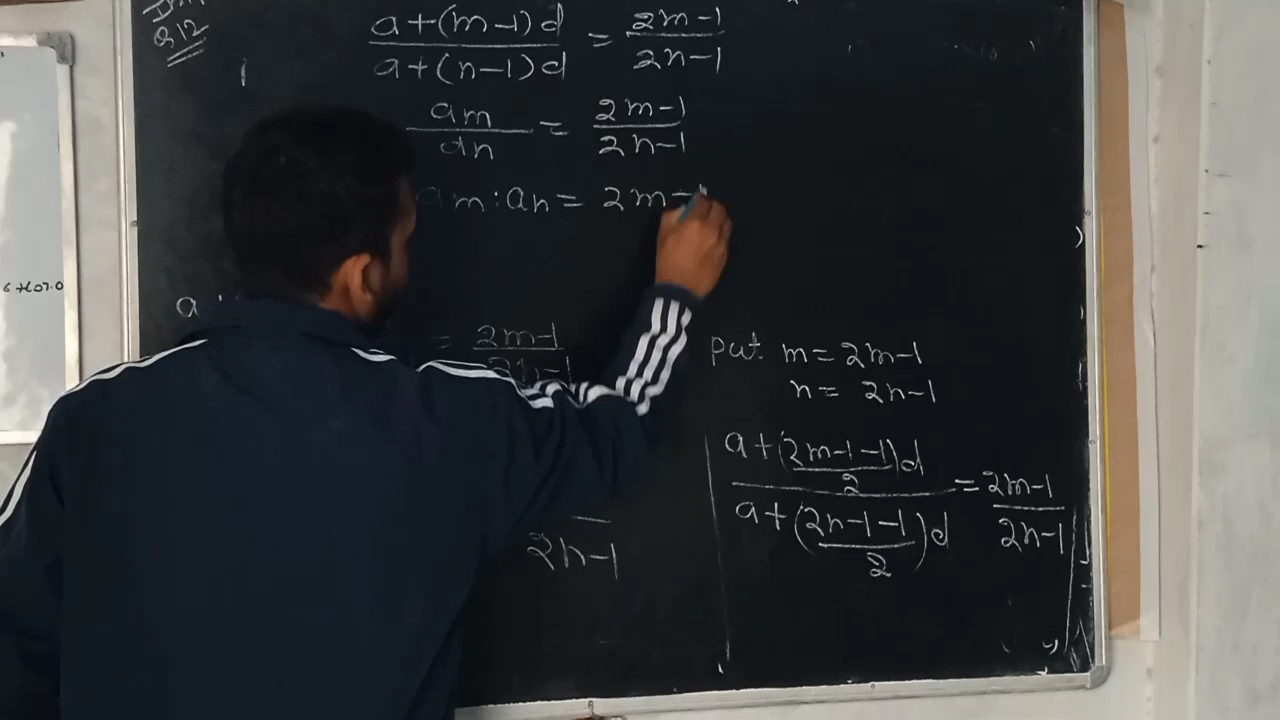 Q12
a+(m-1)d / a+(n-1)d = 2m-1 / 2n-1
am / an = 2m-1 / 2n-1
am : an = 2m-
a
= 2m-1 / 2n-1
put m = 2m-1
n = 2n-1
a+((2m-1-1)/2)d / a+((2n-1-1)/2)d = 2m-1 / 2n-1
2n-1